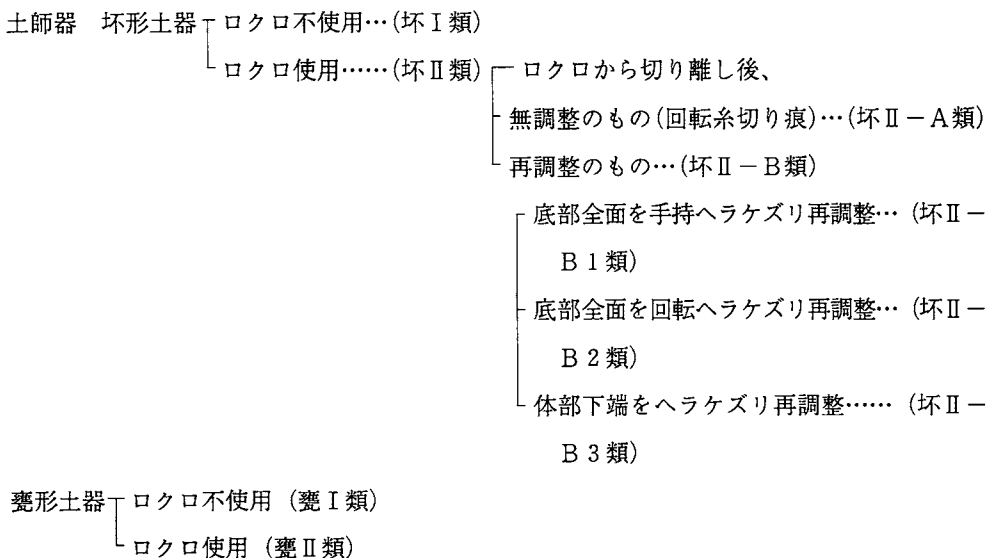 土師器　坏形土器 ロクロ不使用…(坏Ⅰ類)
ロクロ使用……(坏Ⅱ類) ロクロから切り離し後、
無調整のもの(回転糸切り痕)…(坏Ⅱ－A類)
再調整のもの…(坏Ⅱ－B類)
底部全面を手持ヘラケズリ再調整… (坏Ⅱ－
B1類)
底部全面を回転ヘラケズリ再調整… (坏Ⅱ－
B2類)
体部下端をヘラケズリ再調整…… (坏Ⅱ－
B3類)
甕形土器 ロクロ不使用 (甕Ⅰ類)
ロクロ使用 (甕Ⅱ類)